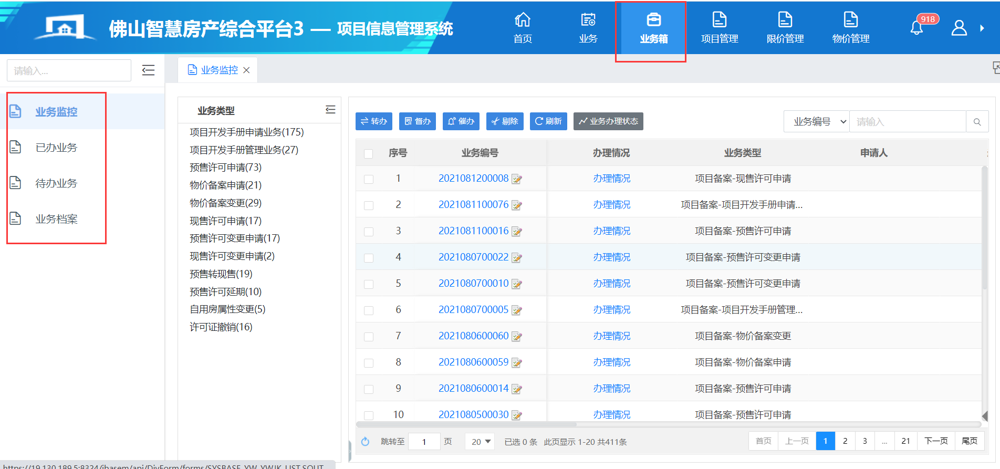 佛山智慧房产综合平台3 — 项目信息管理系统
首页
业务
业务箱
项目管理
限价管理
物价管理
918
请输入...
业务监控
业务监控
已办业务
待办业务
业务档案
业务类型
项目开发手册申请业务(175)
项目开发手册管理业务(27)
预售许可申请(73)
物价备案申请(21)
物价备案变更(29)
现售许可申请(17)
预售许可变更申请(17)
现售许可变更申请(2)
预售转现售(19)
预售许可延期(10)
自用房属性变更(5)
许可证撤销(16)
转办 督办 催办 剔除 刷新 业务办理状态
业务编号 请输入
序号 业务编号 办理情况 业务类型 申请人
1 2021081200008 办理情况 项目备案-现售许可申请
2 2021081100076 办理情况 项目备案-项目开发手册申请...
3 2021081100016 办理情况 项目备案-预售许可申请
4 2021080700022 办理情况 项目备案-预售许可变更申请
5 2021080700010 办理情况 项目备案-预售许可变更申请
6 2021080700005 办理情况 项目备案-项目开发手册管理...
7 2021080600060 办理情况 项目备案-物价备案变更
8 2021080600059 办理情况 项目备案-物价备案申请
9 2021080600014 办理情况 项目备案-预售许可申请
10 2021080500030 办理情况 项目备案-预售许可申请
跳转至 1 页 20 已选 0 条 此页显示 1-20 共411条
首页 上一页 1 2 3 ... 21 下一页 尾页
https://19.130.189.5:8324/ibasem/api/DivForm/forms/SYSBASE_YW_YWJK_LIST_SOUT...